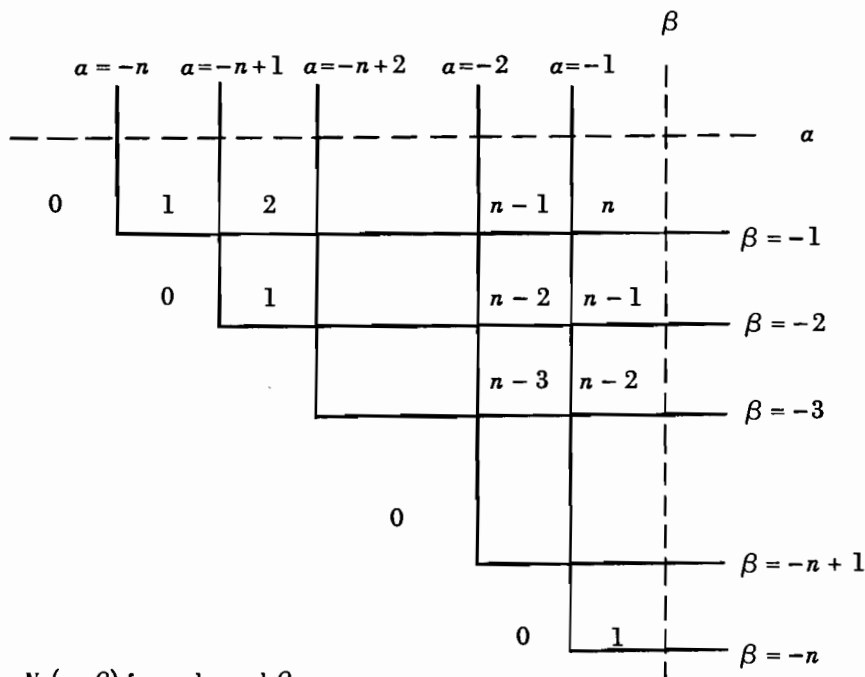 β
a = -n a = -n+1 a = -n+2 a = -2 a = -1
a
0 1 2 n - 1 n
β = -1
0 1 n - 2 n - 1
β = -2
n - 3 n - 2
β = -3
0
β = -n + 1
0 1
β = -n